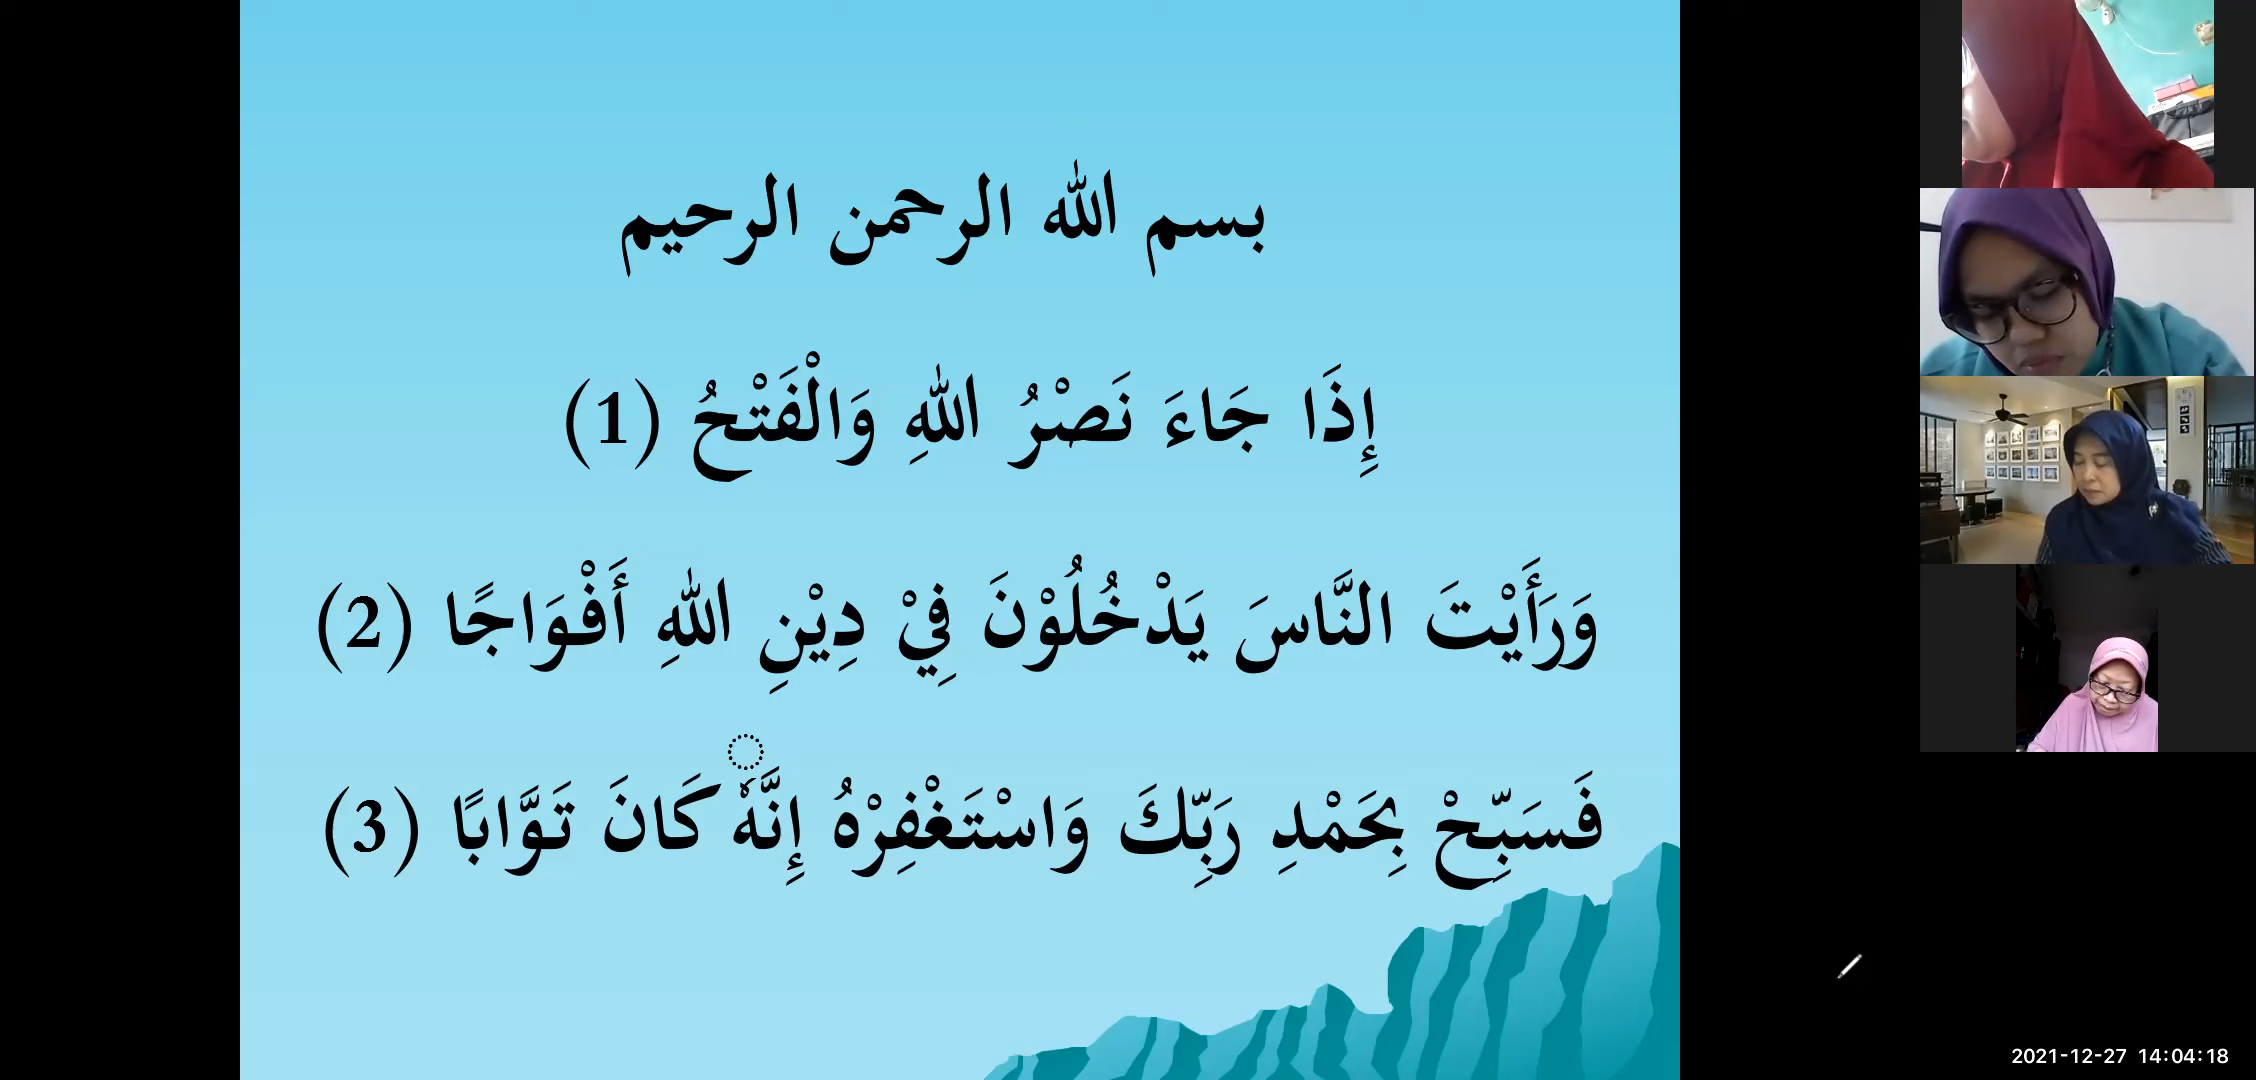 بسم الله الرحمن الرحيم
إِذَا جَاءَ نَصْرُ اللهِ وَالْفَتْحُ (1)
وَرَأَيْتَ النَّاسَ يَدْخُلُوْنَ فِيْ دِيْنِ اللهِ أَفْوَاجًا (2)
فَسَبِّحْ بِحَمْدِ رَبِّكَ وَاسْتَغْفِرْهُ إِنَّهٗ كَانَ تَوَّابًا (3)
2021-12-27 14:04:18